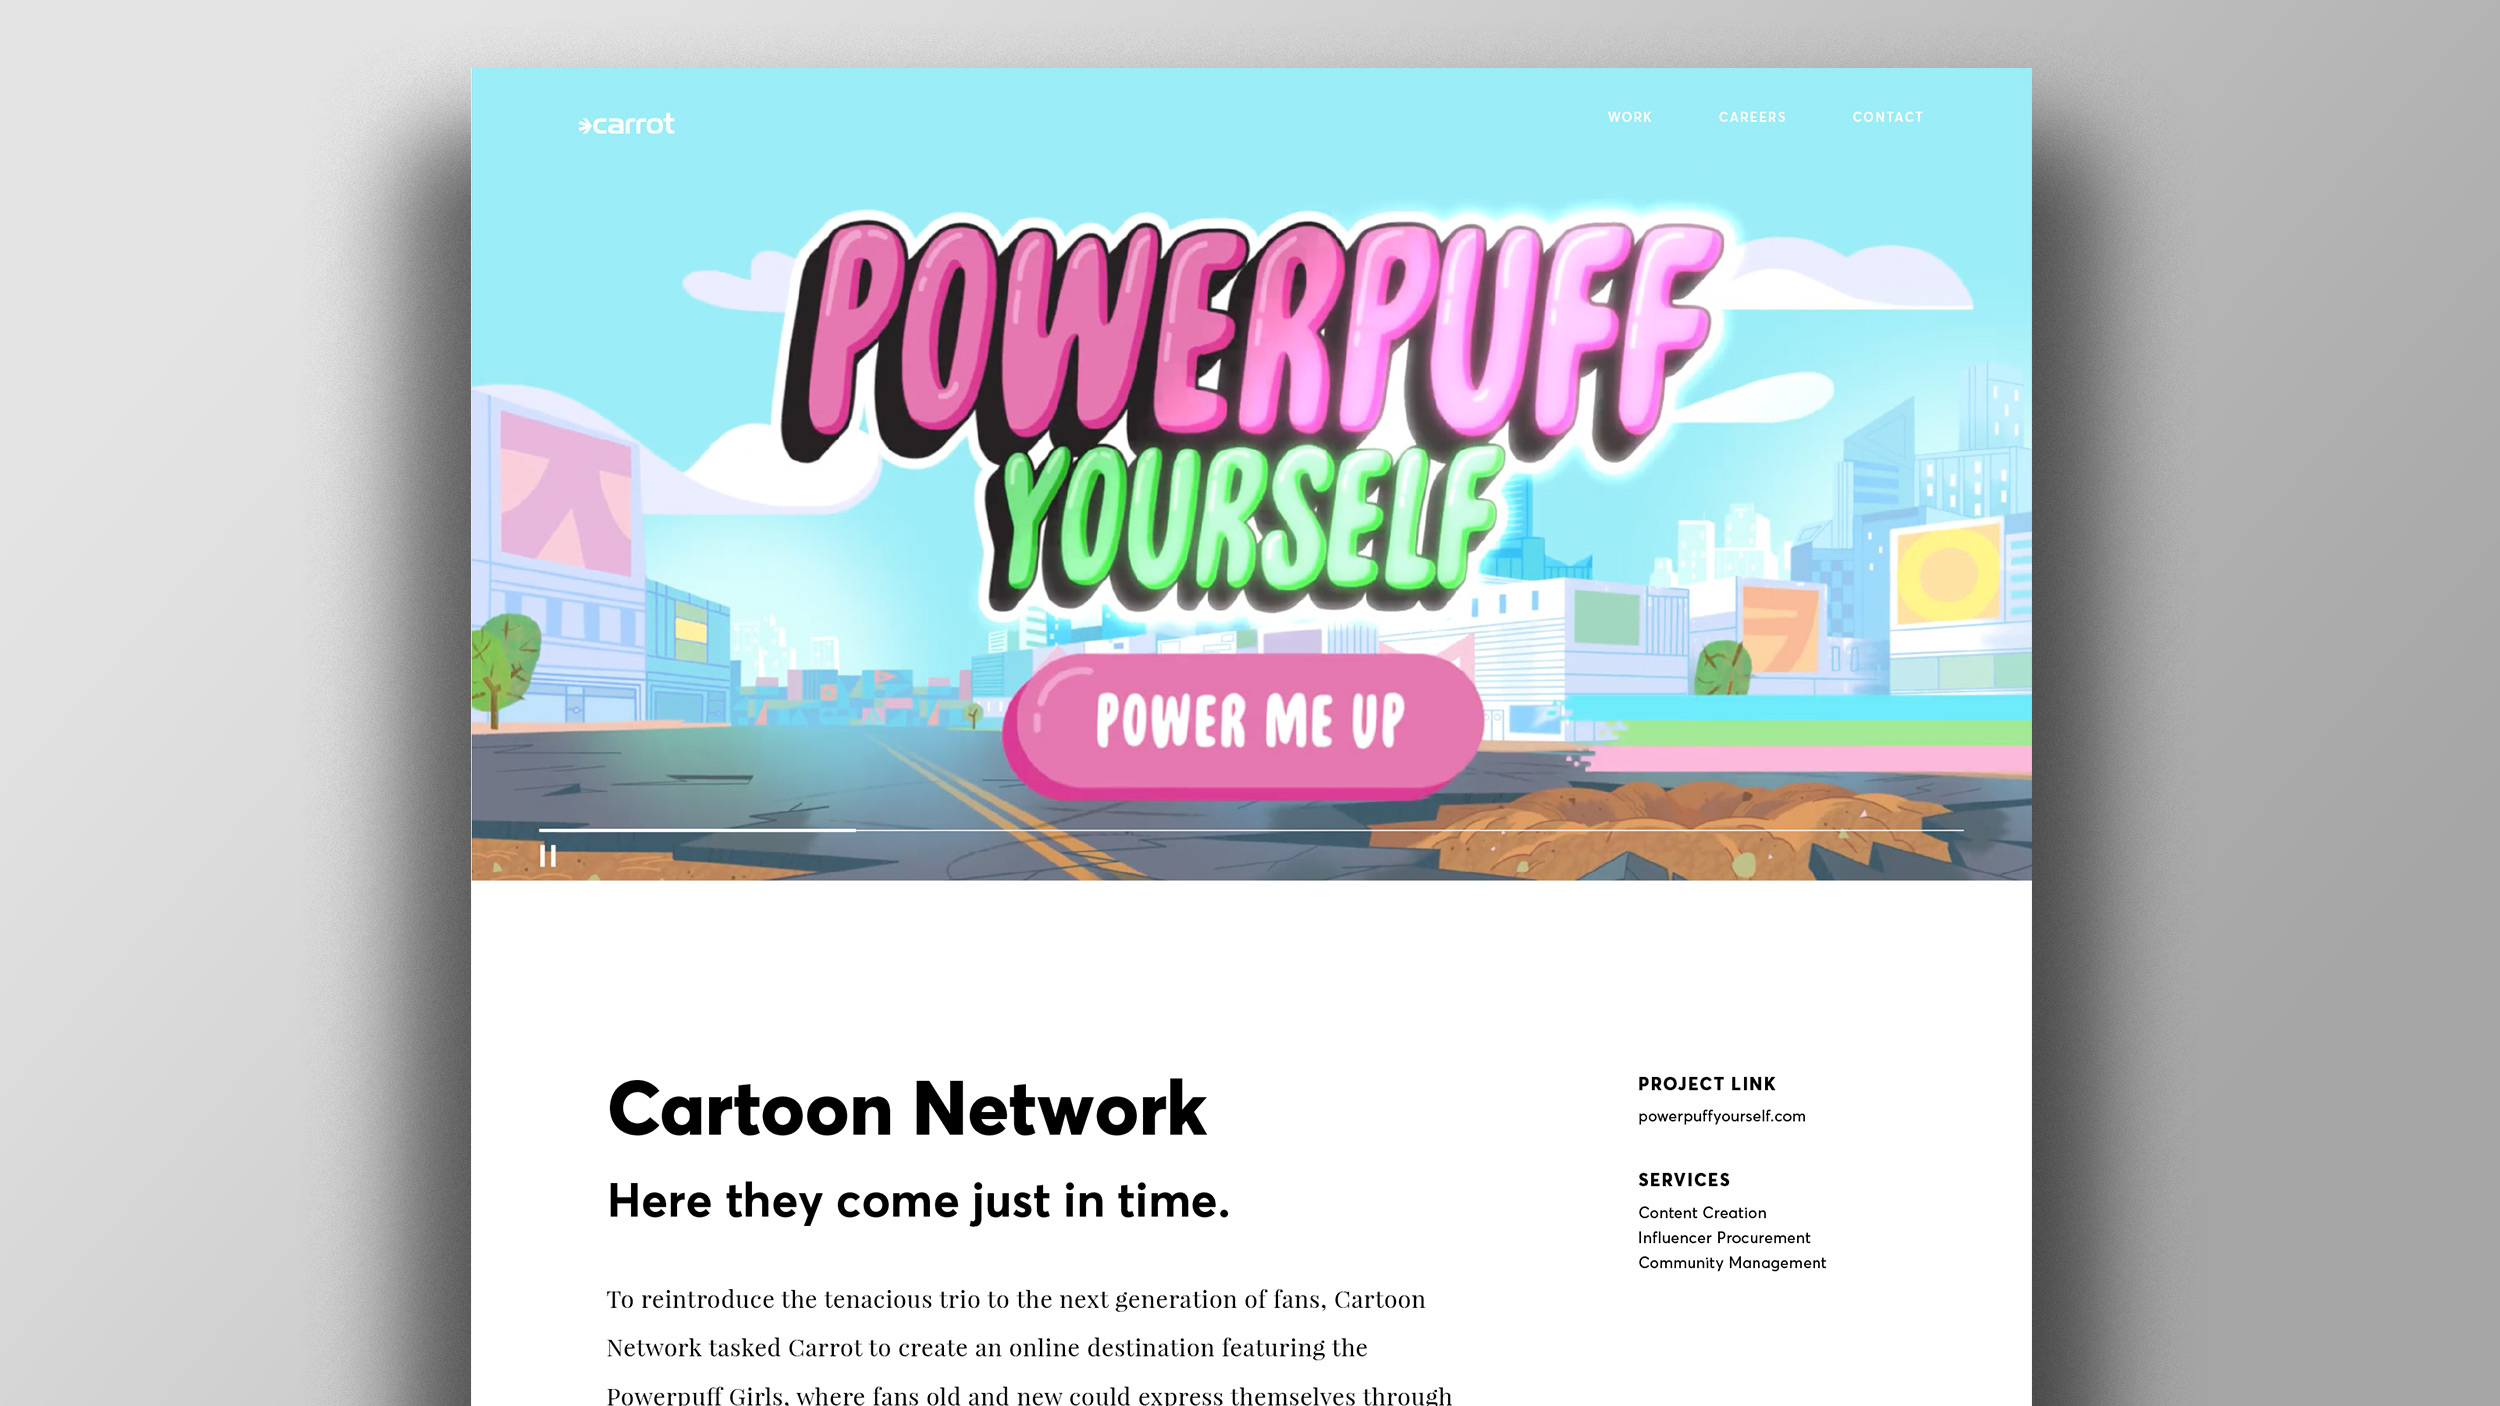 carrot
WORK CAREERS CONTACT
POWERPUFF
YOURSELF
POWER ME UP
Cartoon Network
Here they come just in time.
To reintroduce the tenacious trio to the next generation of fans, Cartoon
Network tasked Carrot to create an online destination featuring the
Powerpuff Girls, where fans old and new could express themselves through
PROJECT LINK
powerpuffyourself.com
SERVICES
Content Creation
Influencer Procurement
Community Management